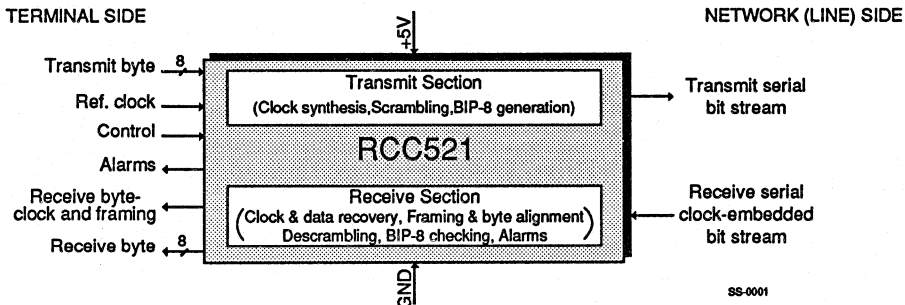 TERMINAL SIDE
NETWORK (LINE) SIDE
+5V
Transmit byte 8
Ref. clock
Control
Alarms
Receive byte-
clock and framing
Receive byte 8
Transmit Section
(Clock synthesis,Scrambling,BIP-8 generation)
RCC521
Receive Section
(Clock & data recovery, Framing & byte alignment
Descrambling, BIP-8 checking, Alarms)
Transmit serial
bit stream
Receive serial
clock-embedded
bit stream
GND
SS-0001